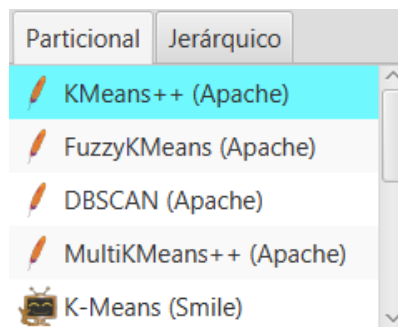 Particional Jerárquico
KMeans++ (Apache)
FuzzyKMeans (Apache)
DBSCAN (Apache)
MultiKMeans++ (Apache)
K-Means (Smile)